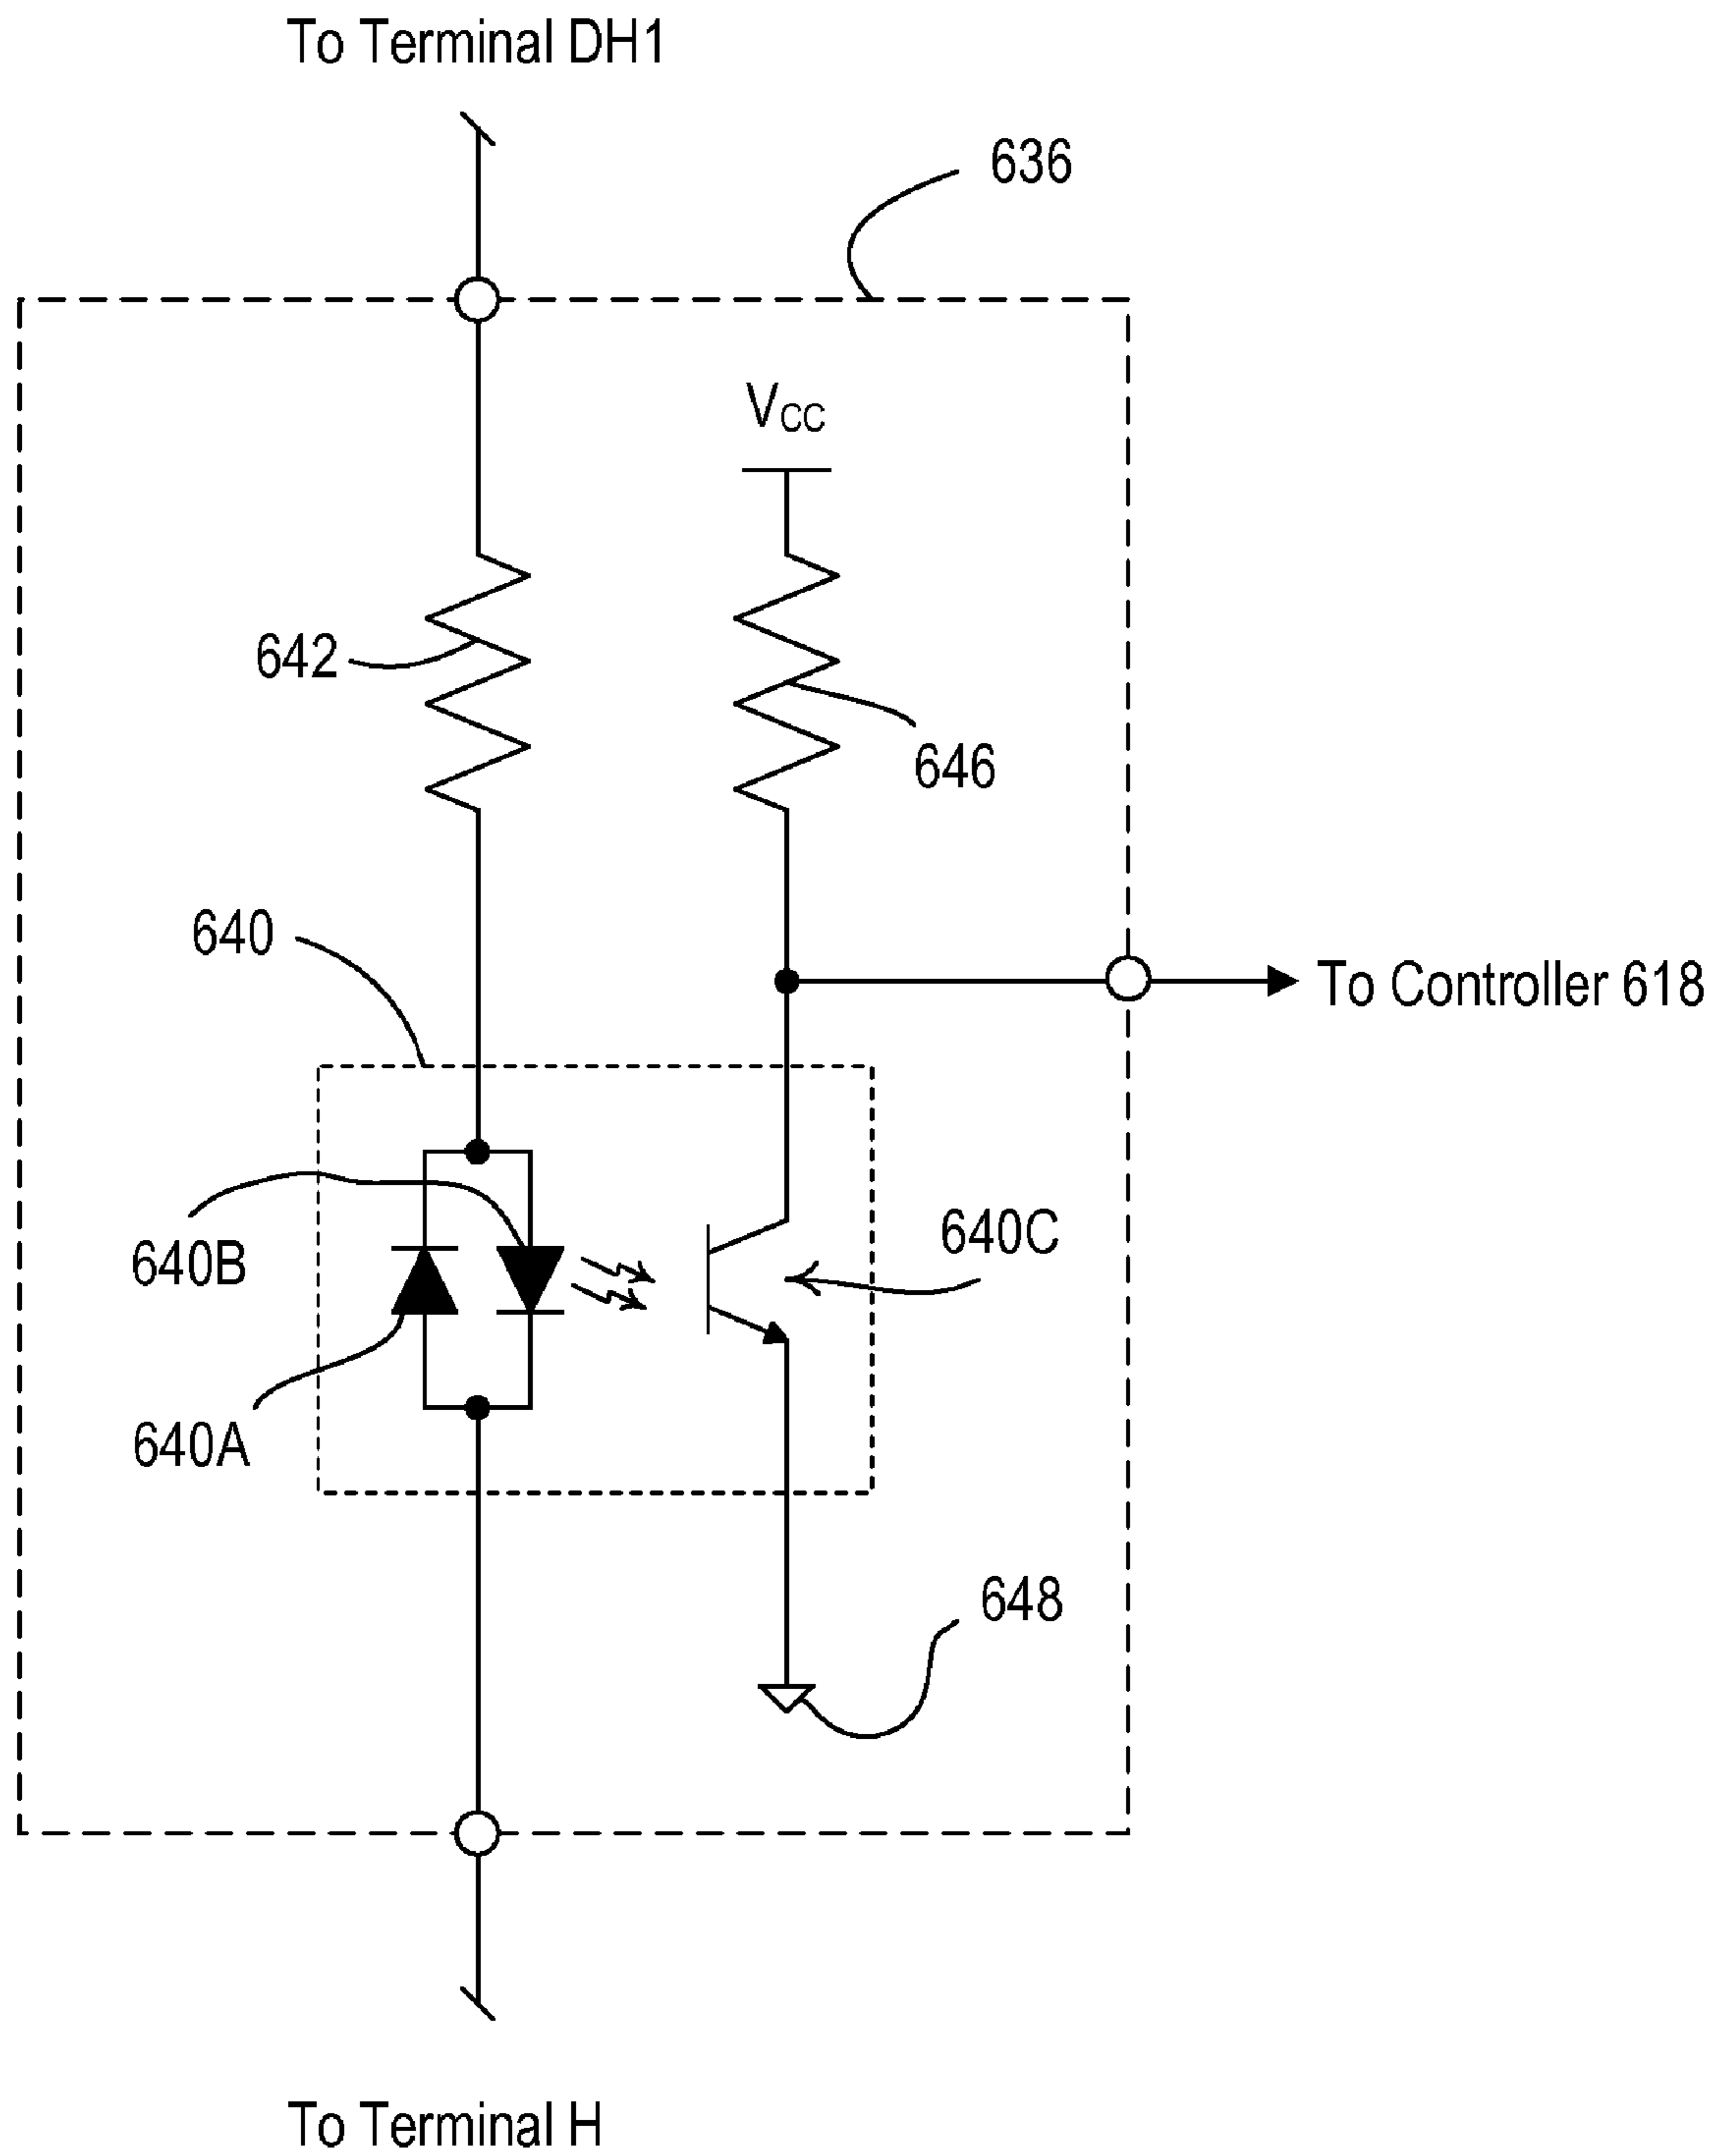 To Terminal DH1
636
VCC
642
646
640
To Controller 618
640B
640C
640A
648
To Terminal H